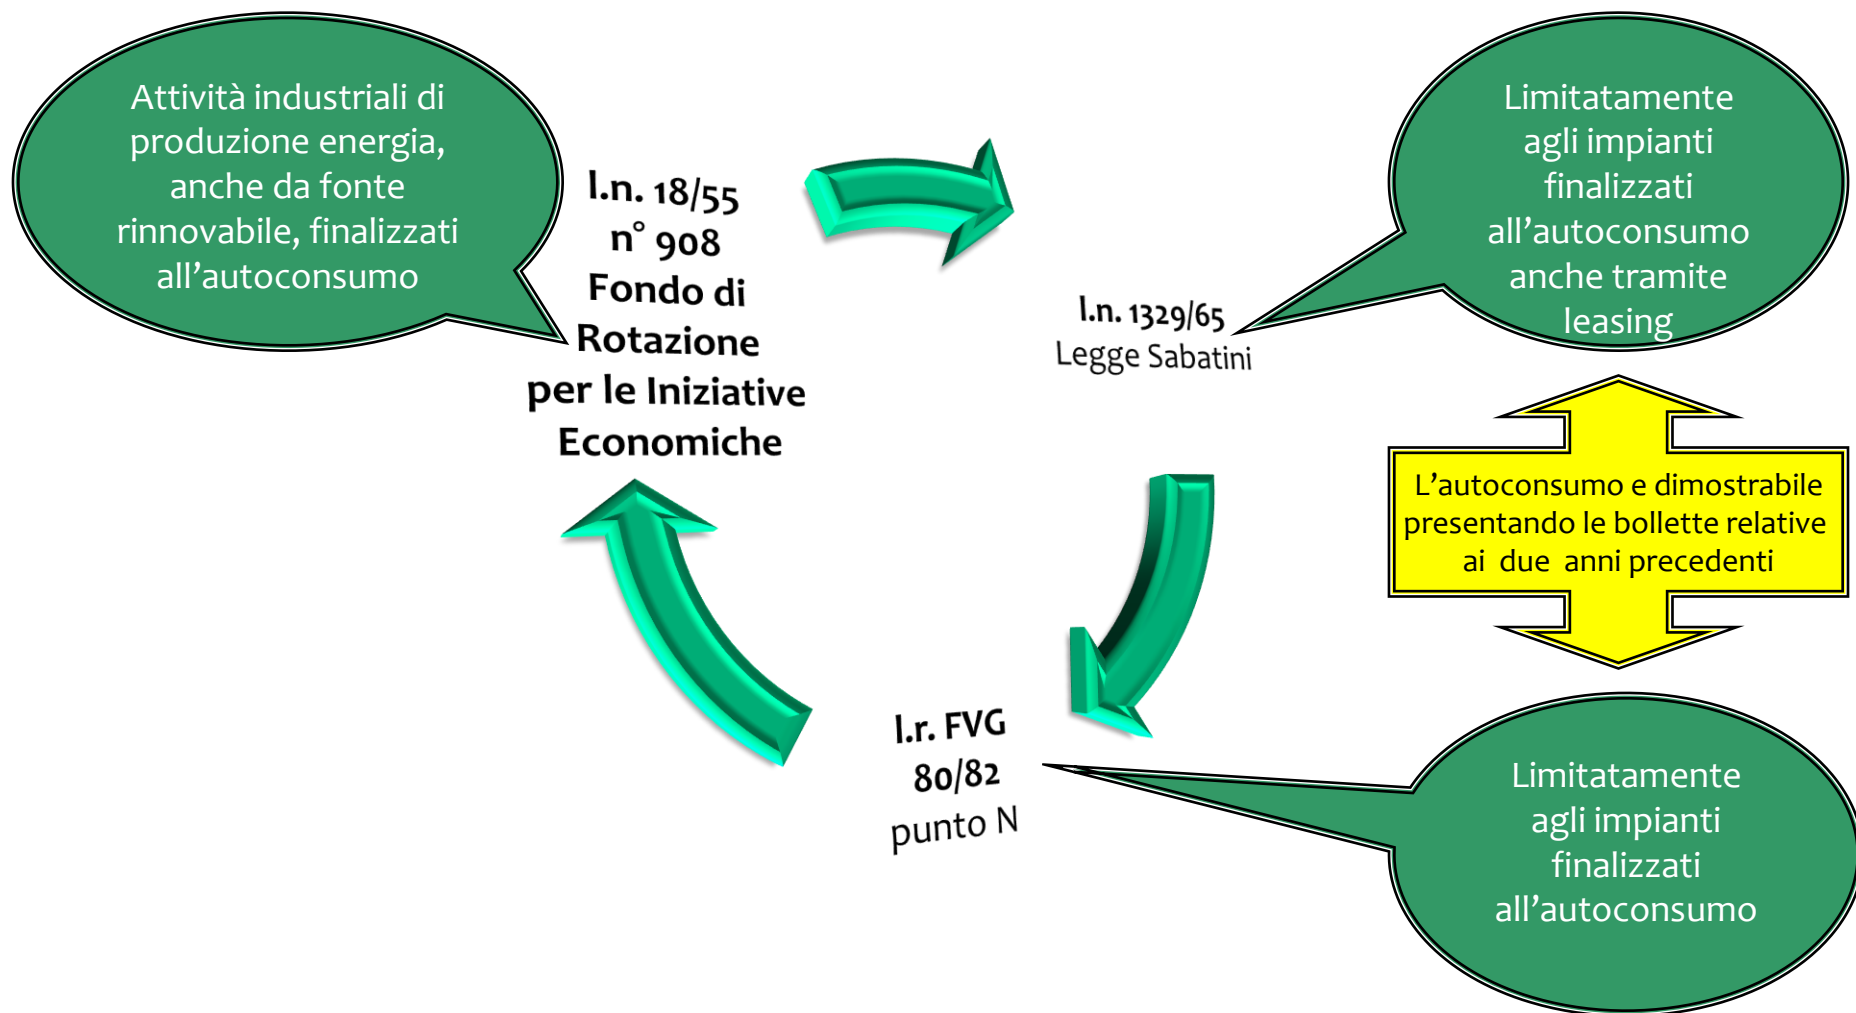 Attività industriali di
produzione energia,
anche da fonte
rinnovabile, finalizzati
all’autoconsumo
l.n. 18/55
n° 908
Fondo di
Rotazione
per le Iniziative
Economiche
l.n. 1329/65
Legge Sabatini
Limitatamente
agli impianti
finalizzati
all’autoconsumo
anche tramite
leasing
L’autoconsumo e dimostrabile
presentando le bollette relative
ai due anni precedenti
l.r. FVG
80/82
punto N
Limitatamente
agli impianti
finalizzati
all’autoconsumo